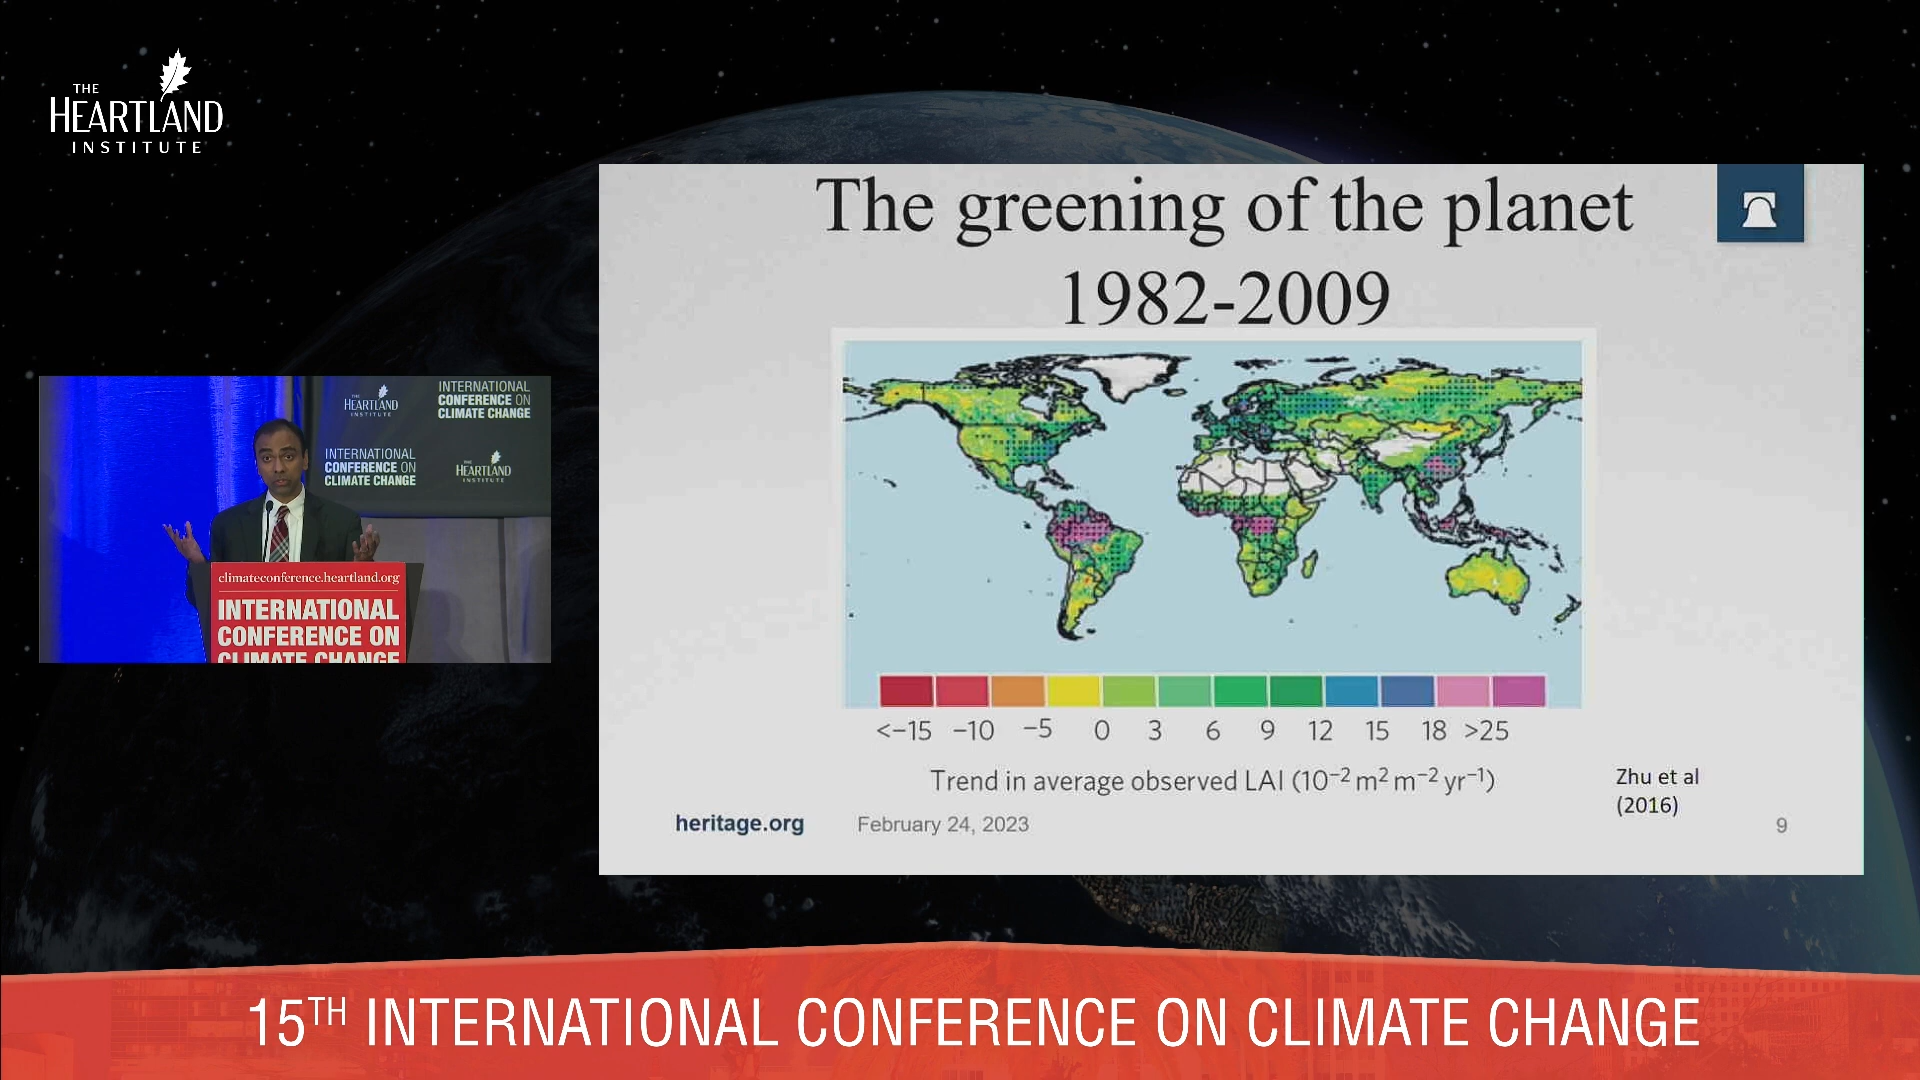 THE
HEARTLAND
INSTITUTE
The greening of the planet
1982-2009
<-15 -10 -5 0 3 6 9 12 15 18 >25
Trend in average observed LAI (10⁻² m² m⁻² yr⁻¹)
Zhu et al
(2016)
heritage.org
February 24, 2023
9
THE
HEARTLAND
INSTITUTE
INTERNATIONAL
CONFERENCE ON
CLIMATE CHANGE
INTERNATIONAL
CONFERENCE ON
CLIMATE CHANGE
THE
HEARTLAND
INSTITUTE
climateconference.heartland.org
INTERNATIONAL
CONFERENCE ON
CLIMATE CHANGE
15TH INTERNATIONAL CONFERENCE ON CLIMATE CHANGE